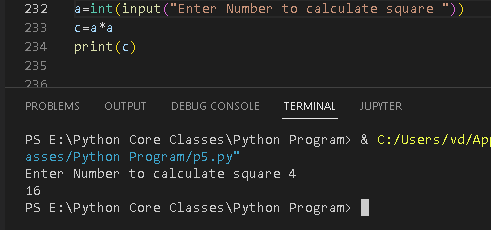 232 a=int(input("Enter Number to calculate square "))
233 c=a*a
234 print(c)
235
236
PROBLEMS OUTPUT DEBUG CONSOLE TERMINAL JUPYTER
PS E:\Python Core Classes\Python Program> & C:/Users/vd/App
asses/Python Program/p5.py"
Enter Number to calculate square 4
16
PS E:\Python Core Classes\Python Program>